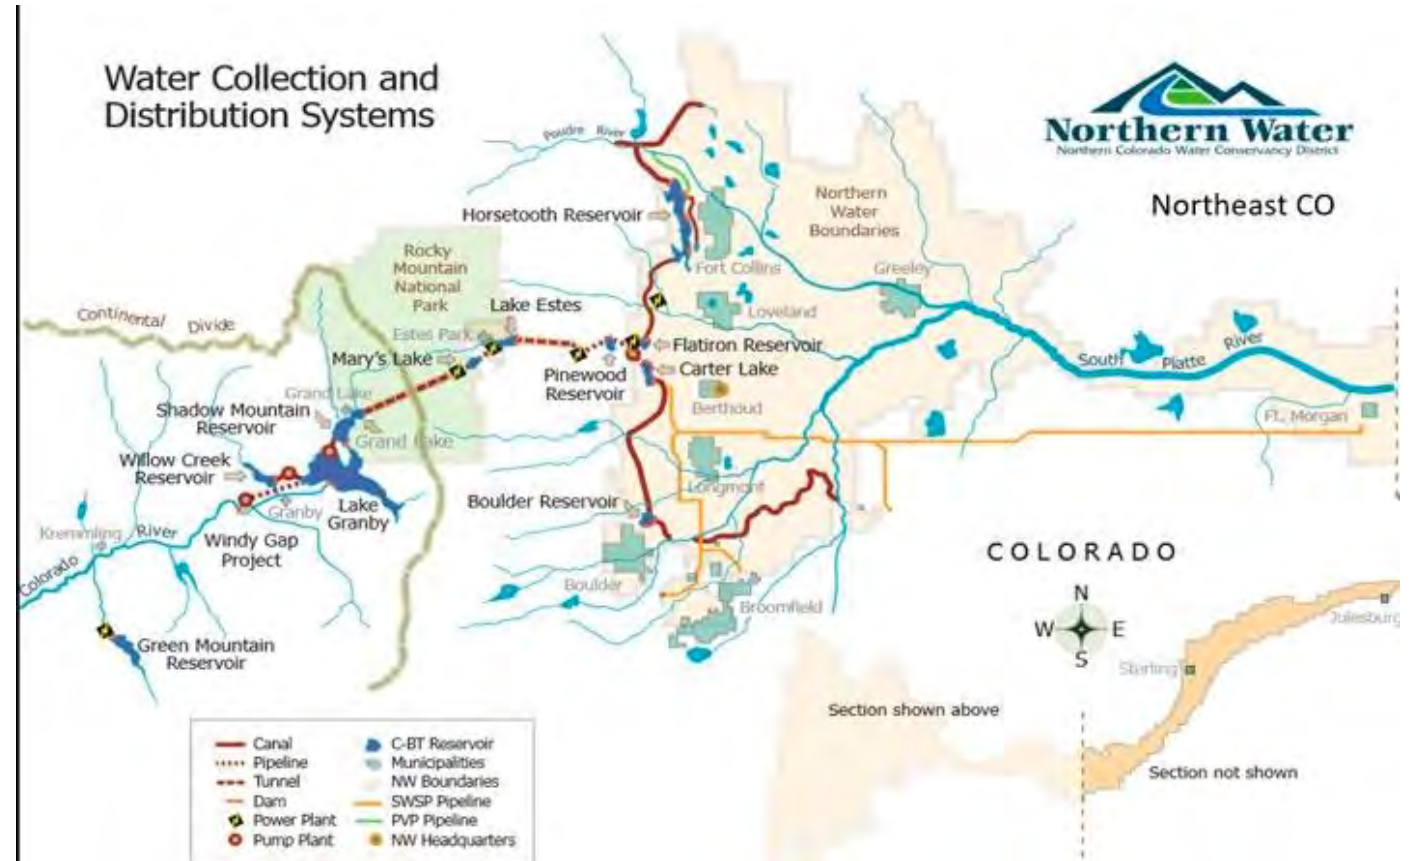 Water Collection and
Distribution Systems
Northern Water
Northern Colorado Water Conservancy District
Northeast CO
Poudre River
Horsetooth Reservoir
Northern
Water
Boundaries
Fort Collins
Greeley
Rocky
Mountain
National
Park
Continental Divide
Lake Estes
Estes Park
Loveland
Mary's Lake
Flatiron Reservoir
Pinewood
Reservoir
Carter Lake
South Platte River
Berthoud
Ft. Morgan
Grand Lake
Shadow Mountain
Reservoir
Grand Lake
Willow Creek
Reservoir
Longmont
Boulder Reservoir
Lake
Granby
Granby
Kremmling
Colorado River
Windy Gap
Project
Boulder
Broomfield
Green Mountain
Reservoir
COLORADO
N
W E
S
Julesburg
Sterling
Section shown above
Section not shown
Canal
Pipeline
Tunnel
Dam
Power Plant
Pump Plant
C-BT Reservoir
Municipalities
NW Boundaries
SWSP Pipeline
PVP Pipeline
NW Headquarters